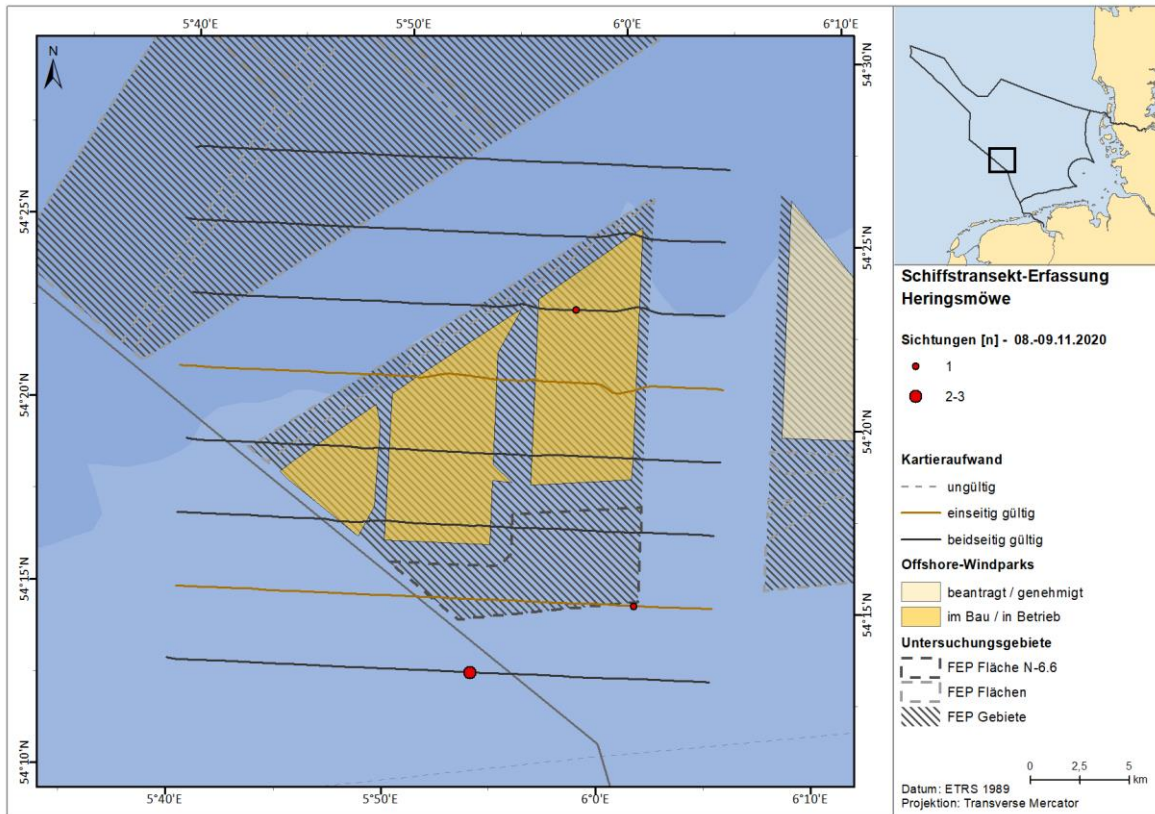 5°40'E
5°50'E
6°0'E
6°10'E
N
54°30'N
54°25'N
54°25'N
54°20'N
54°20'N
54°15'N
54°15'N
54°10'N
5°40'E
5°50'E
6°0'E
6°10'E
Schiffstransekt-Erfassung
Heringsmöwe
Sichtungen [n] - 08.-09.11.2020
1
2-3
Kartieraufwand
ungültig
einseitig gültig
beidseitig gültig
Offshore-Windparks
beantragt / genehmigt
im Bau / in Betrieb
Untersuchungsgebiete
FEP Fläche N-6.6
FEP Flächen
FEP Gebiete
0 2,5 5
km
Datum: ETRS 1989
Projektion: Transverse Mercator